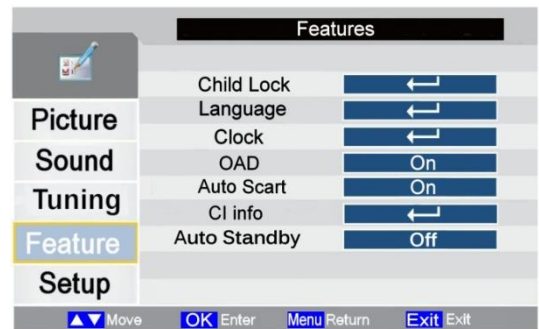 Features
Child Lock
Language
Clock
OAD On
Auto Scart On
CI info
Auto Standby Off
Picture
Sound
Tuning
Feature
Setup
▲▼ Move OK Enter Menu Return Exit Exit